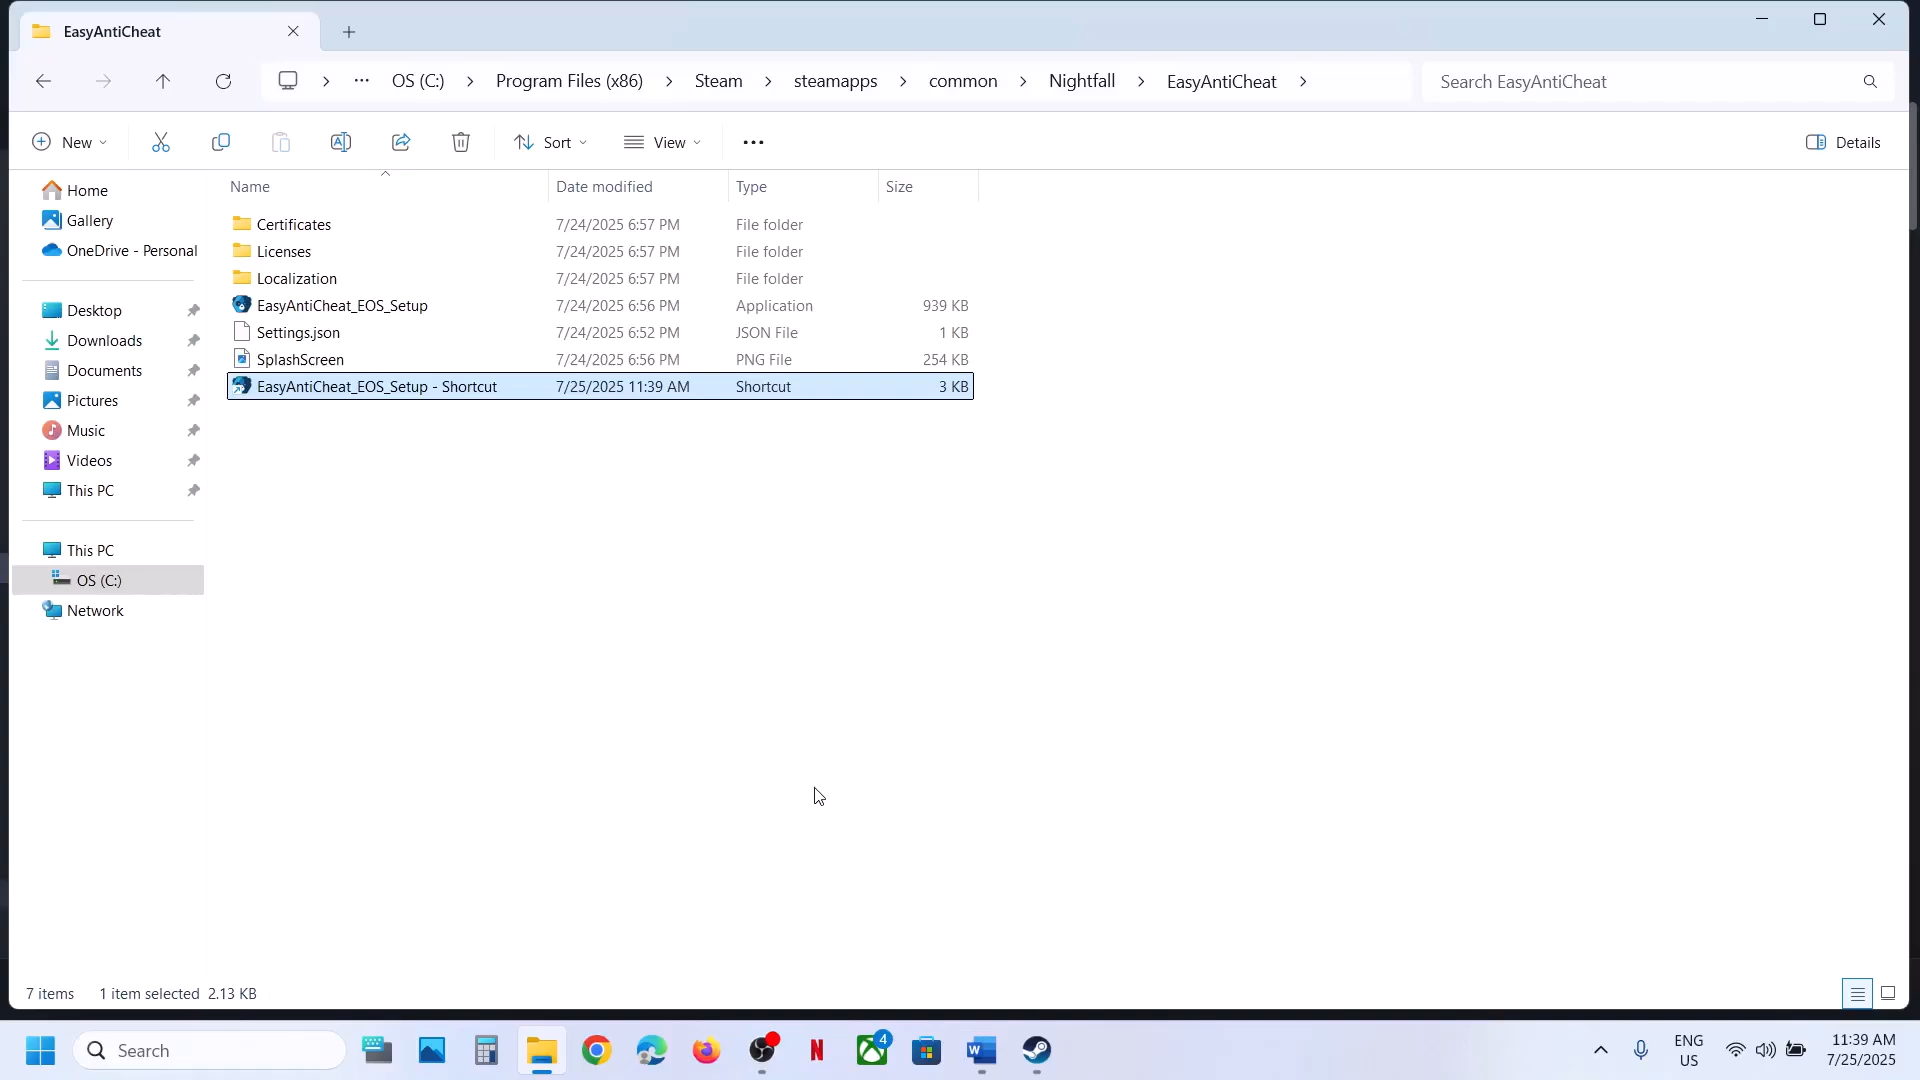 EasyAntiCheat
OS (C:) Program Files (x86) Steam steamapps common Nightfall EasyAntiCheat
Search EasyAntiCheat
New
Sort
View
Details
Home
Gallery
OneDrive - Personal
Desktop
Downloads
Documents
Pictures
Music
Videos
This PC
This PC
OS (C:)
Network
Name Date modified Type Size
Certificates 7/24/2025 6:57 PM File folder
Licenses 7/24/2025 6:57 PM File folder
Localization 7/24/2025 6:57 PM File folder
EasyAntiCheat_EOS_Setup 7/24/2025 6:56 PM Application 939 KB
Settings.json 7/24/2025 6:52 PM JSON File 1 KB
SplashScreen 7/24/2025 6:56 PM PNG File 254 KB
EasyAntiCheat_EOS_Setup - Shortcut 7/25/2025 11:39 AM Shortcut 3 KB
7 items 1 item selected 2.13 KB
Search
4
ENG
US
11:39 AM
7/25/2025